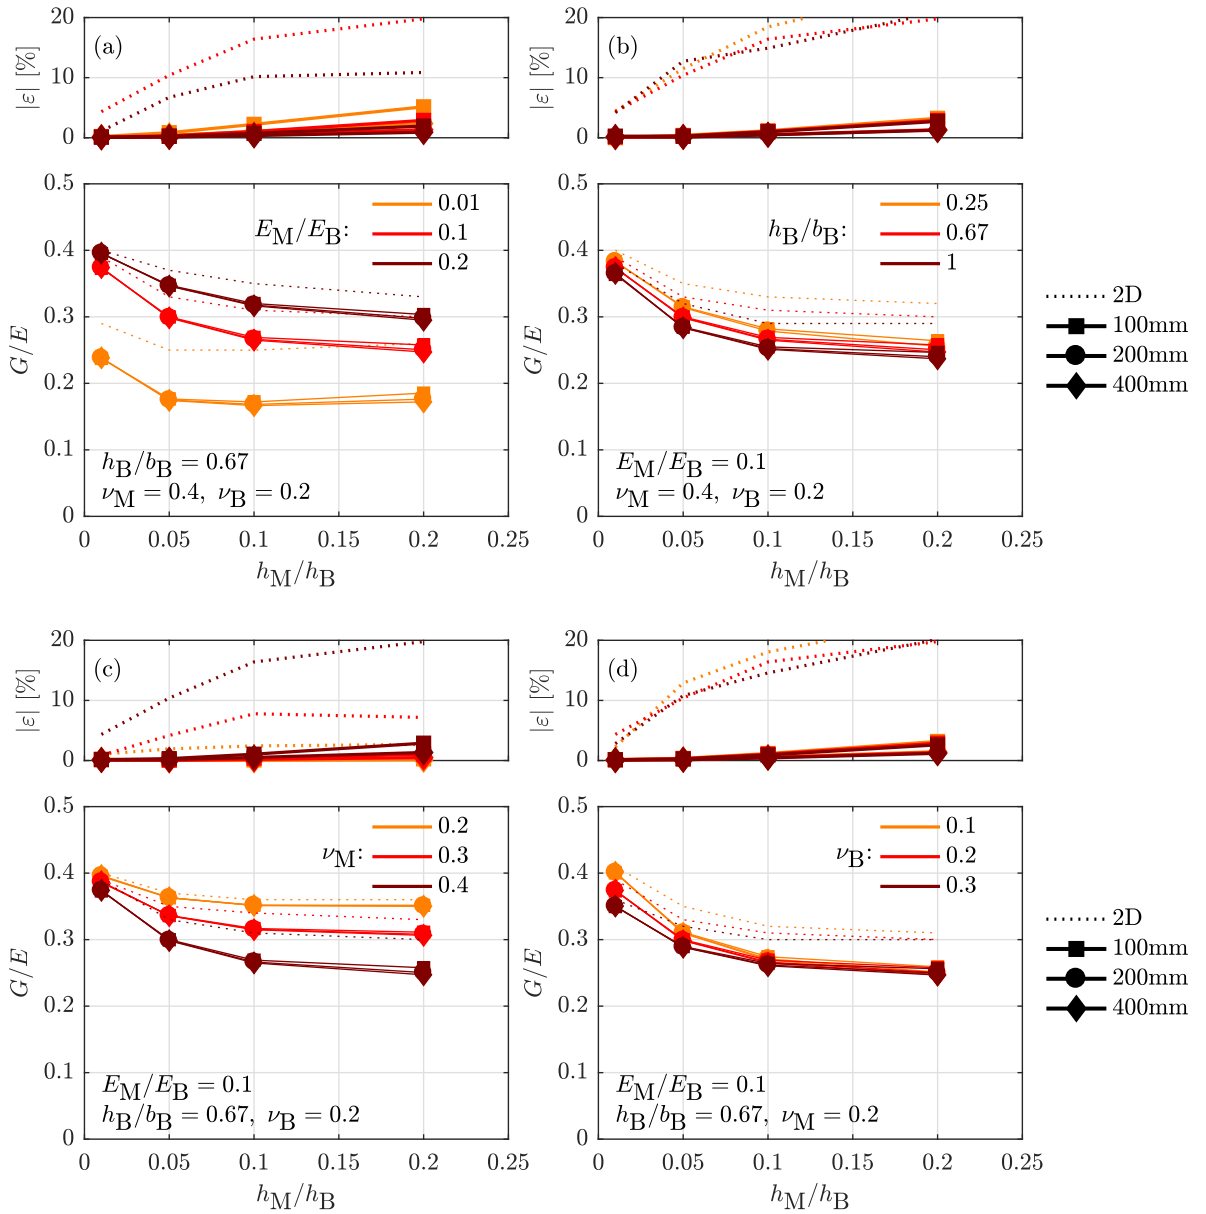 20
10
0
|ε| [%]
(a)
20
10
0
|ε| [%]
(b)
0.5
0.4
0.3
0.2
0.1
0
G/E
E_M/E_B:
0.01
0.1
0.2
h_B/b_B = 0.67
ν_M = 0.4, ν_B = 0.2
0 0.05 0.1 0.15 0.2 0.25
h_M/h_B
0.5
0.4
0.3
0.2
0.1
0
G/E
h_B/b_B:
0.25
0.67
1
E_M/E_B = 0.1
ν_M = 0.4, ν_B = 0.2
0 0.05 0.1 0.15 0.2 0.25
h_M/h_B
2D
100mm
200mm
400mm
20
10
0
|ε| [%]
(c)
20
10
0
|ε| [%]
(d)
0.5
0.4
0.3
0.2
0.1
0
G/E
ν_M:
0.2
0.3
0.4
E_M/E_B = 0.1
h_B/b_B = 0.67, ν_B = 0.2
0 0.05 0.1 0.15 0.2 0.25
h_M/h_B
0.5
0.4
0.3
0.2
0.1
0
G/E
ν_B:
0.1
0.2
0.3
E_M/E_B = 0.1
h_B/b_B = 0.67, ν_M = 0.2
0 0.05 0.1 0.15 0.2 0.25
h_M/h_B
2D
100mm
200mm
400mm